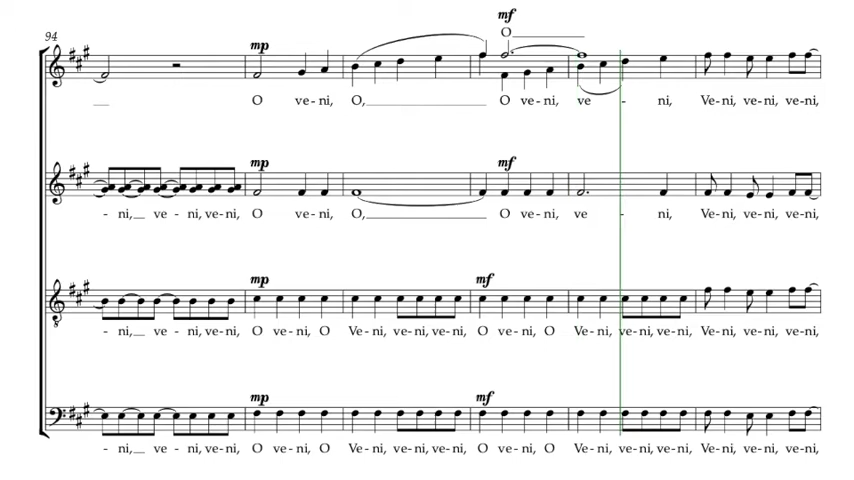 mf
94 mp O
O ve-ni, O, O ve-ni, ve - ni, Ve-ni, ve-ni, ve-ni,
mp mf
- ni, ve - ni, ve-ni, O ve-ni, O, O ve-ni, ve - ni, Ve-ni, ve-ni, ve-ni,
mp mf
- ni, ve - ni, ve-ni, O ve-ni, O Ve-ni, ve-ni, ve-ni, O ve-ni, O Ve-ni, ve-ni, ve-ni, Ve-ni, ve-ni, ve-ni,
mp mf
- ni, ve - ni, ve-ni, O ve-ni, O Ve-ni, ve-ni, ve-ni, O ve-ni, O Ve-ni, ve-ni, ve-ni, Ve-ni, ve-ni, ve-ni,